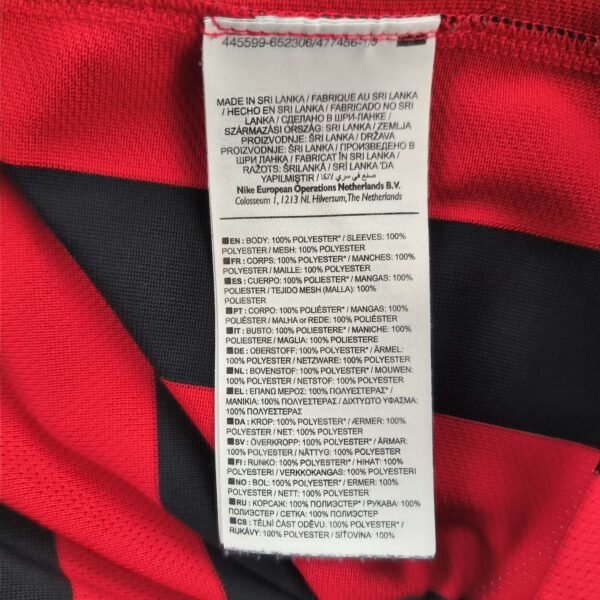 445599-652306/477456-1/9
MADE IN SRI LANKA / FABRIQUE AU SRI LANKA
/ HECHO EN SRI LANKA / FABRICADO NO SRI
LANKA / СДЕЛАНО В ШРИ-ЛАНКЕ /
SZÁRMAZÁSI ORSZÁG: SRI LANKA / ZEMLJA
PROIZVODNJE: ŠRI LANKA / DRŽAVA
PROIZVODNJE: ŠRI LANKA / ПРОИЗВЕДЕНО В
ШРИ ЛАНКА / FABRICAT ÎN SRI LANKA /
RAŽOTS: ŠRILANKĀ / SRI LANKA 'DA
YAPILMIŞTIR / صنع في سري لانكا
Nike European Operations Netherlands B.V.
Colosseum 1, 1213 NL Hilversum, The Netherlands
EN : BODY: 100% POLYESTER* / SLEEVES: 100%
POLYESTER / MESH: 100% POLYESTER
FR : CORPS: 100% POLYESTER* / MANCHES: 100%
POLYESTER / MAILLE: 100% POLYESTER
ES : CUERPO: 100% POLIESTER* / MANGAS: 100%
POLIESTER / TEJIDO MESH (MALLA): 100%
POLIESTER
PT : CORPO: 100% POLIÉSTER* / MANGAS: 100%
POLIÉSTER / MALHA or REDE: 100% POLIÉSTER
IT : BUSTO: 100% POLIESTERE* / MANICHE: 100%
POLIESTERE / MAGLIA: 100% POLIESTERE
DE : OBERSTOFF: 100% POLYESTER* / ÄRMEL:
100% POLYESTER / NETZWARE: 100% POLYESTER
NL : BOVENSTOF: 100% POLYESTER* / MOUWEN:
100% POLYESTER / NETSTOF: 100% POLYESTER
EL : ΕΠΑΝΩ ΜΕΡΟΣ: 100% ΠΟΛΥΕΣΤΕΡΑΣ* /
ΜΑΝΙΚΙΑ: 100% ΠΟΛΥΕΣΤΕΡΑΣ / ΔΙΧΤΥΩΤΟ ΥΦΑΣΜΑ:
100% ΠΟΛΥΕΣΤΕΡΑΣ
DA : KROP: 100% POLYESTER* / ÆRMER: 100%
POLYESTER / NET: 100% POLYESTER
SV : ÖVERKROPP: 100% POLYESTER* / ÄRMAR:
100% POLYESTER / NÄTTYG: 100% POLYESTER
FI : RUNKO: 100% POLYESTERI* / HIHAT: 100%
POLYESTERI / VERKKOKANGAS: 100% POLYESTERI
NO : BOL: 100% POLYESTER* / ERMER: 100%
POLYESTER / NETT: 100% POLYESTER
RU : КОРСАЖ: 100% ПОЛИЭСТЕР* / РУКАВА: 100%
ПОЛИЭСТЕР / СЕТКА: 100% ПОЛИЭСТЕР
CS : TĚLNÍ ČÁST ODĚVU: 100% POLYESTER* /
RUKÁVY: 100% POLYESTER / SÍŤOVINA: 100%